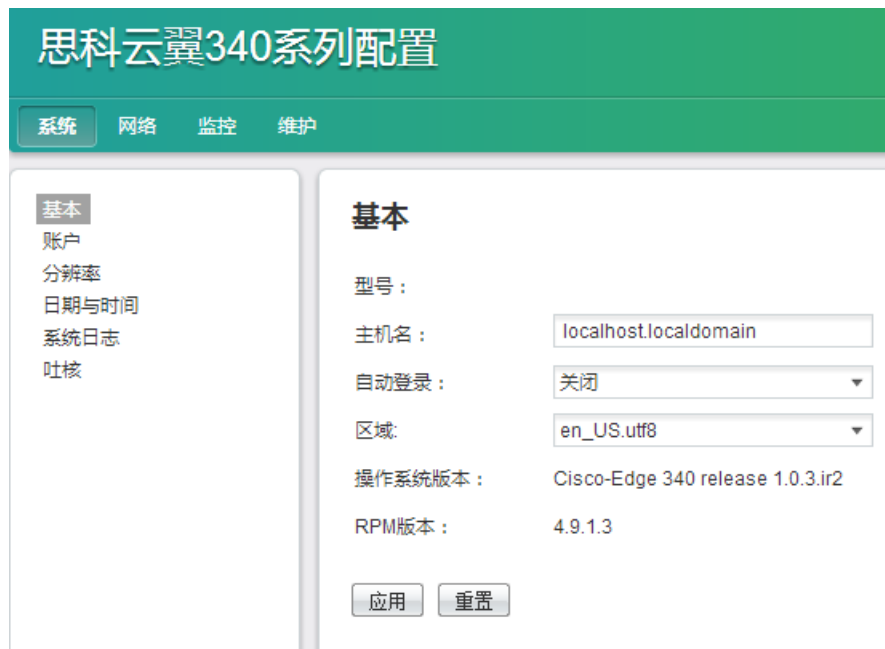 思科云翼340系列配置
系统 网络 监控 维护
基本
账户
分辨率
日期与时间
系统日志
吐核
基本
型号：
主机名： localhost.localdomain
自动登录： 关闭
区域: en_US.utf8
操作系统版本： Cisco-Edge 340 release 1.0.3.ir2
RPM版本： 4.9.1.3
应用 重置